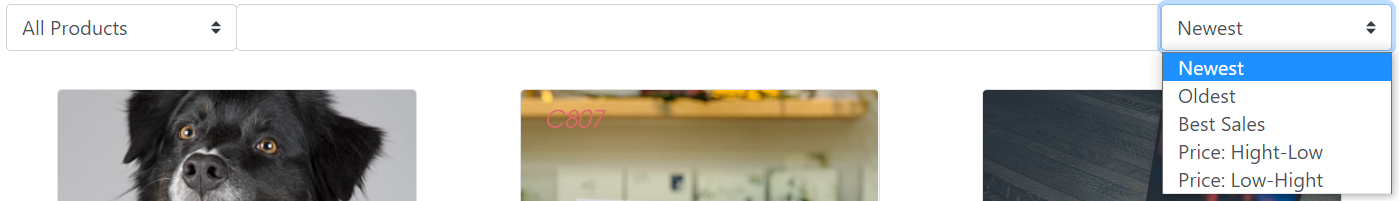 All Products
Newest
Newest
Oldest
Best Sales
Price: Hight-Low
Price: Low-Hight
C807